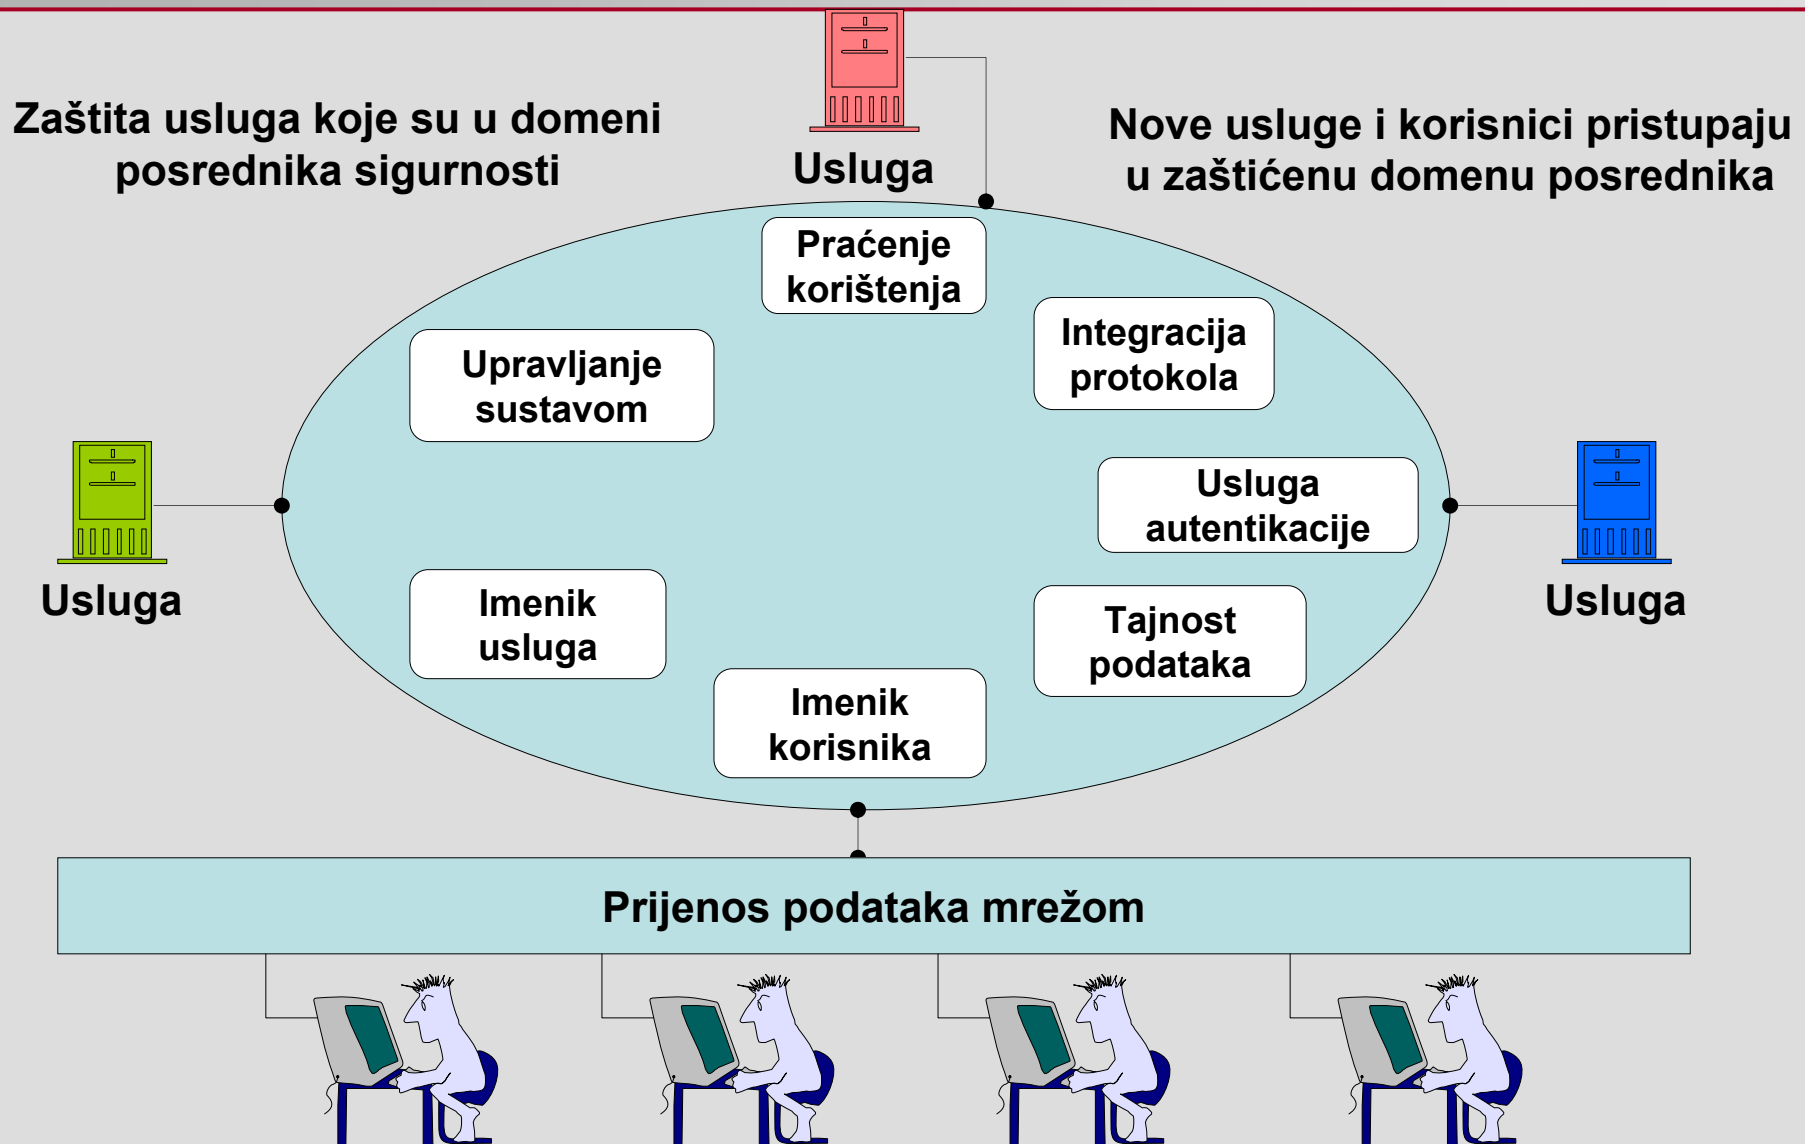 Zaštita usluga koje su u domeni
posrednika sigurnosti
Usluga
Nove usluge i korisnici pristupaju
u zaštićenu domenu posrednika
Praćenje
korištenja
Integracija
protokola
Upravljanje
sustavom
Usluga
autentikacije
Usluga
Usluga
Imenik
usluga
Tajnost
podataka
Imenik
korisnika
Prijenos podataka mrežom